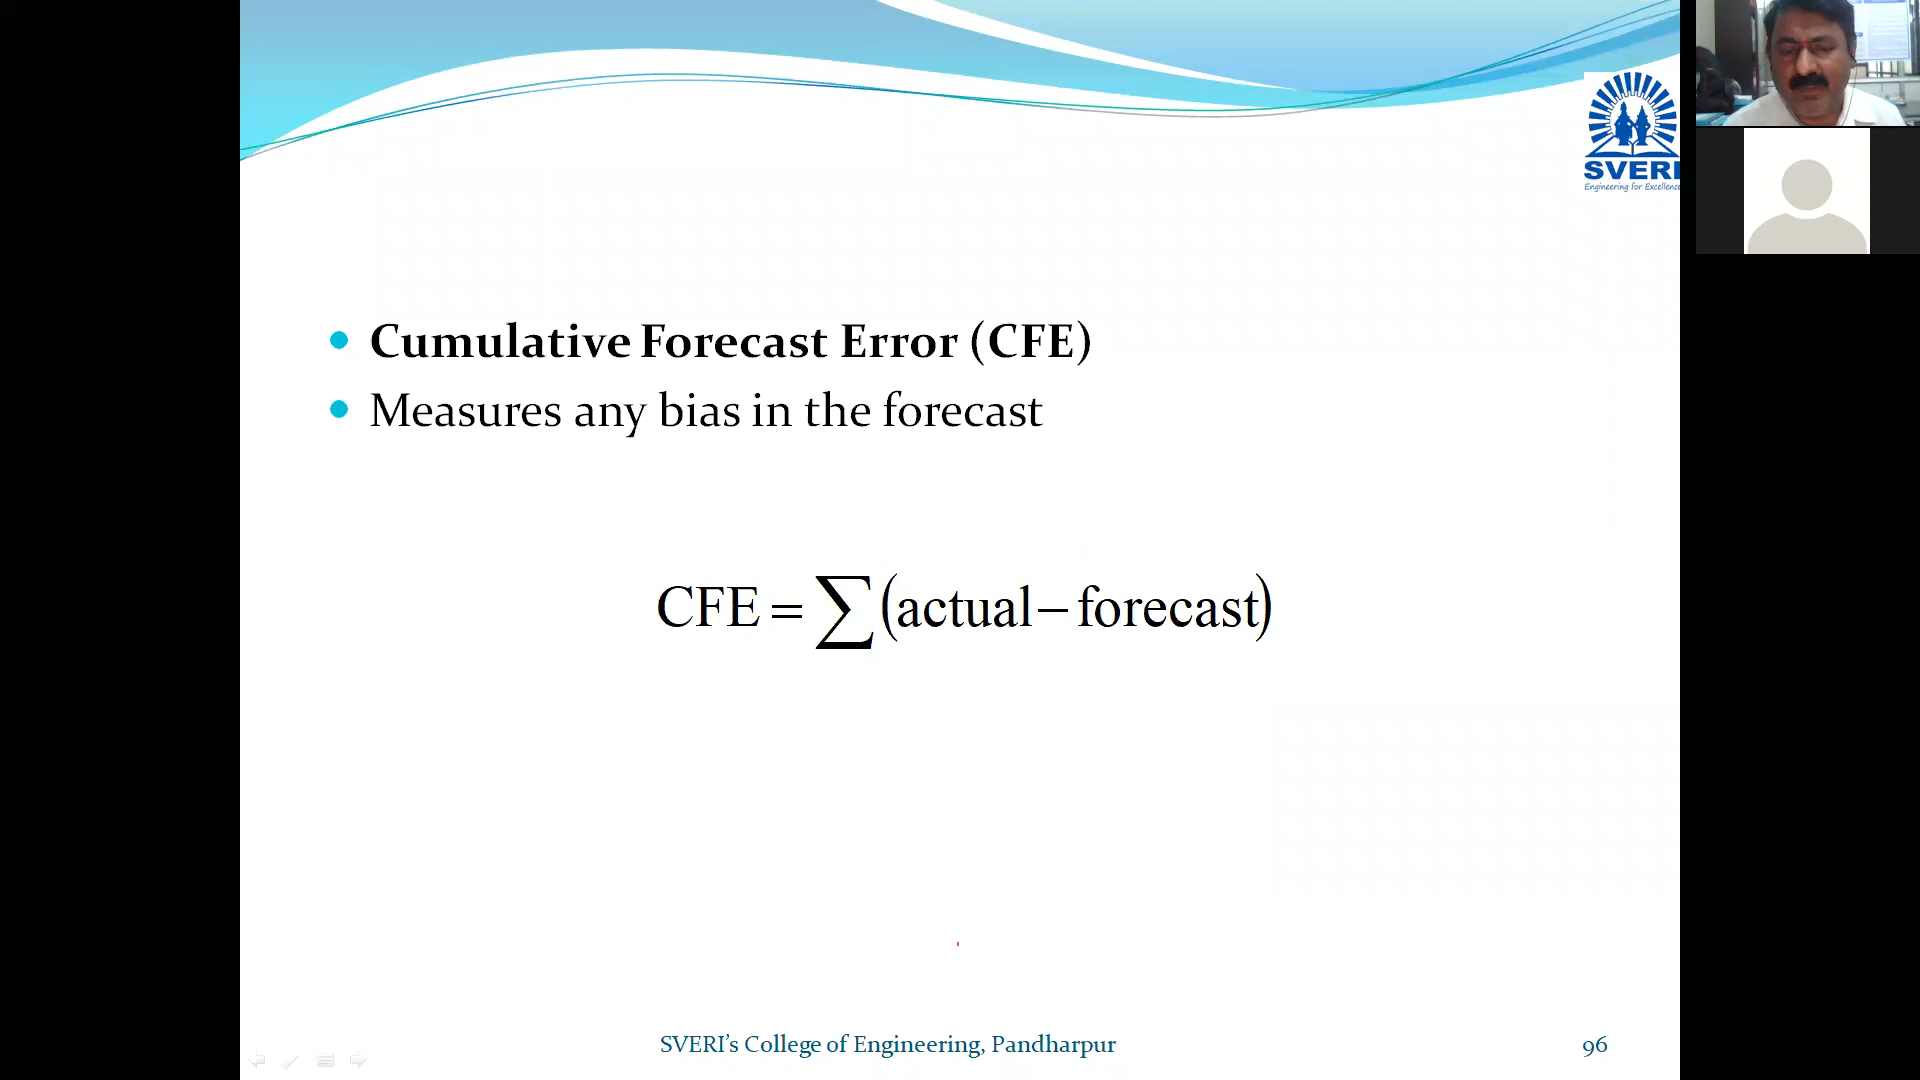 SVERI
Engineering for Excellence
Cumulative Forecast Error (CFE)
Measures any bias in the forecast
CFE = ∑(actual − forecast)
SVERI’s College of Engineering, Pandharpur
96